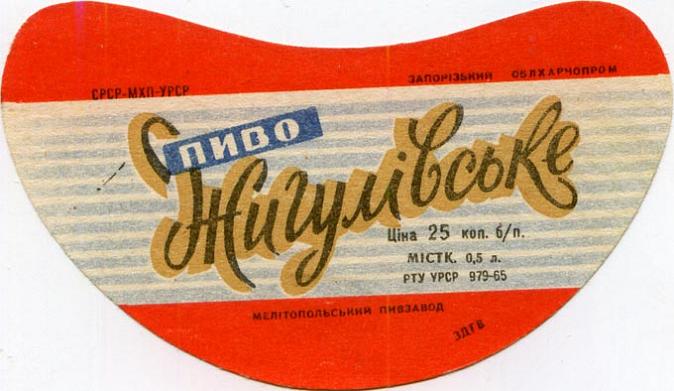 СРСР-МХП-УРСР
ЗАПОРІЗЬКИЙ ОБЛХАРЧОПРОМ
ПИВО
Жигулівське
Ціна 25 коп. б/п.
МІСТК. 0,5 л.
РТУ УРСР 979-65
МЕЛІТОПОЛЬСЬКИЙ ПИВЗАВОД
ЗДГВ